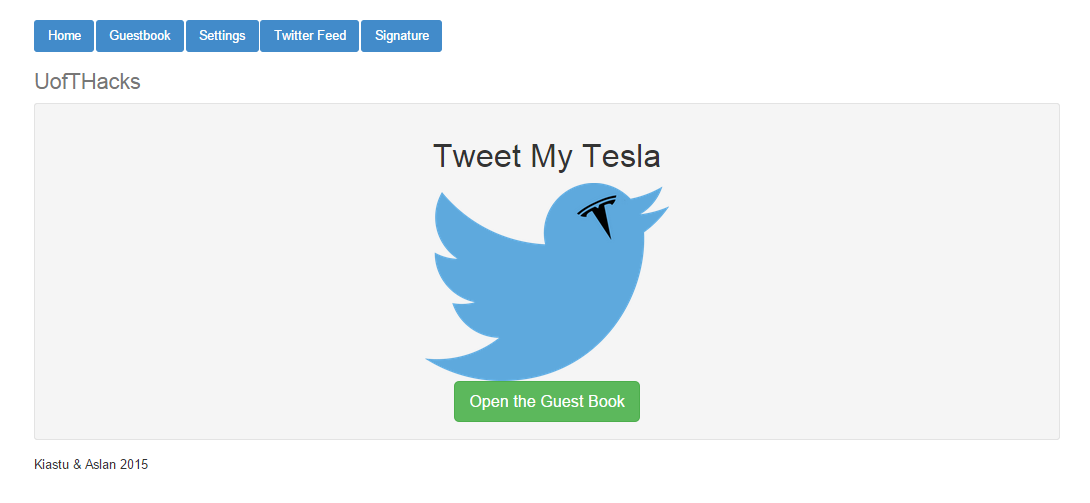 Home Guestbook Settings Twitter Feed Signature
UofTHacks
Tweet My Tesla
Open the Guest Book
Kiastu & Aslan 2015